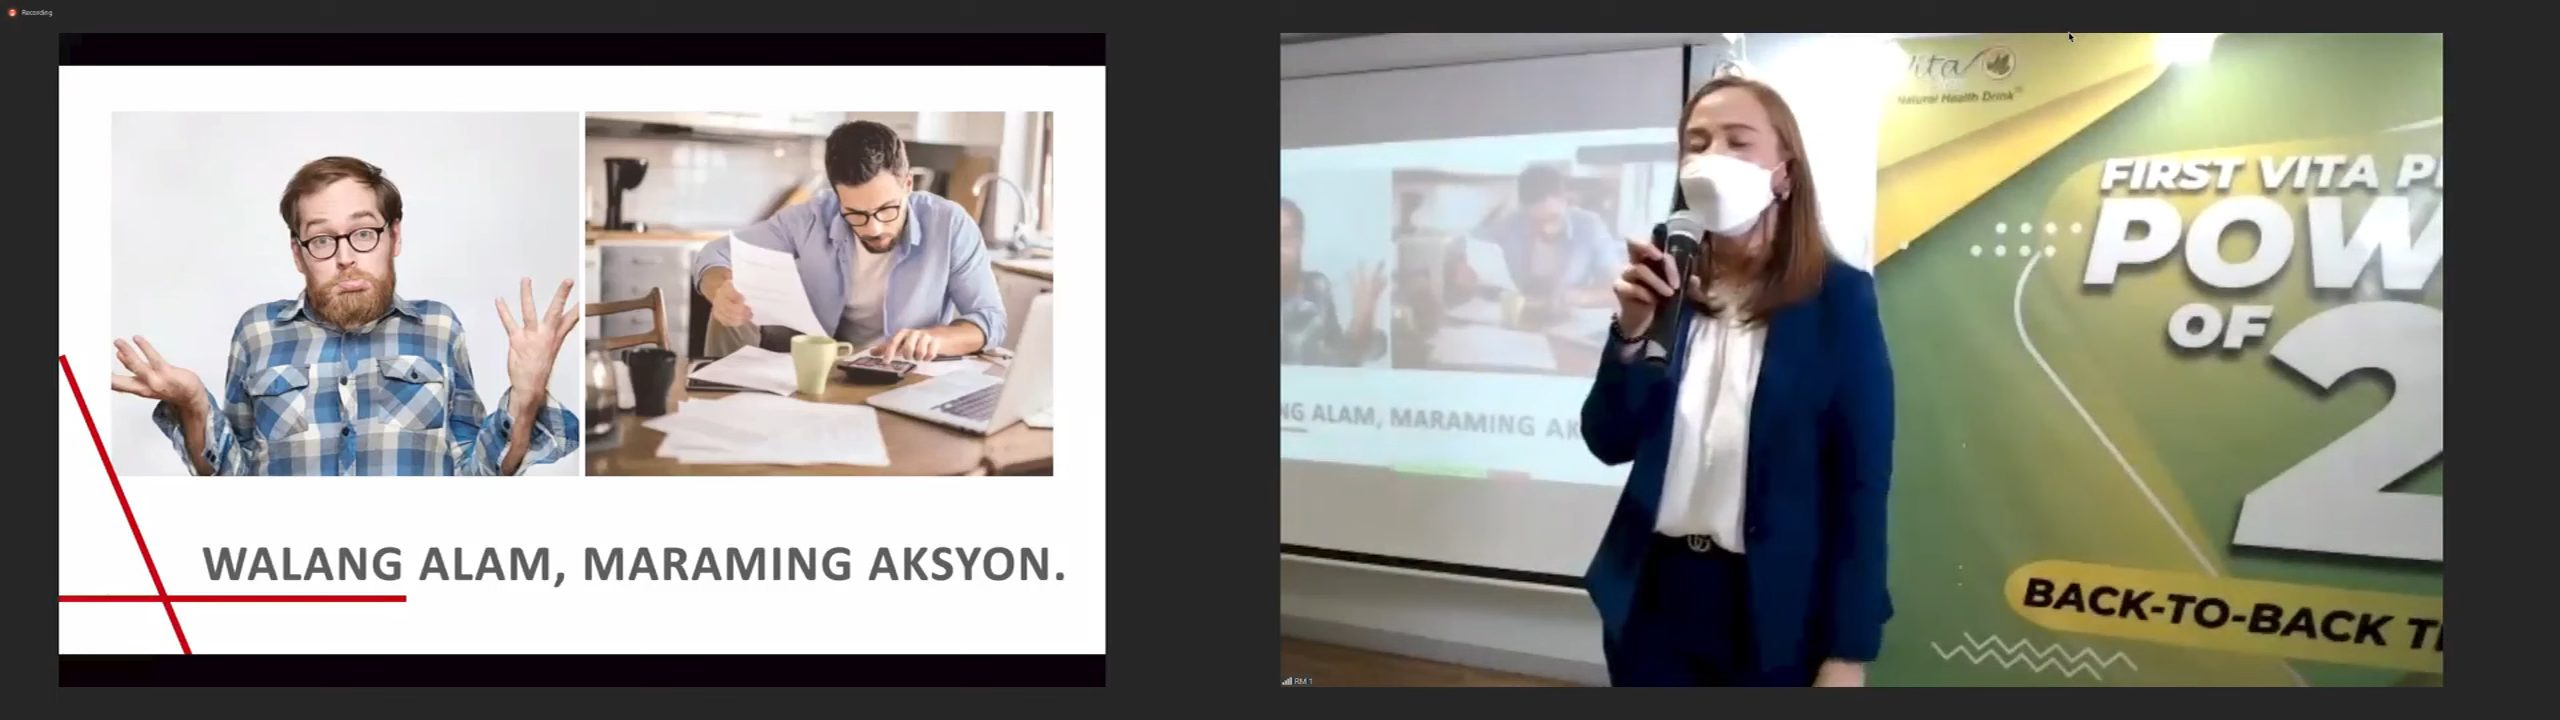 Recording
WALANG ALAM, MARAMING AKSYON.
Vita
Natural Health Drink
FIRST VITA
POW
OF 2
BACK-TO-BACK
NG ALAM, MARAMING AK
RM 1